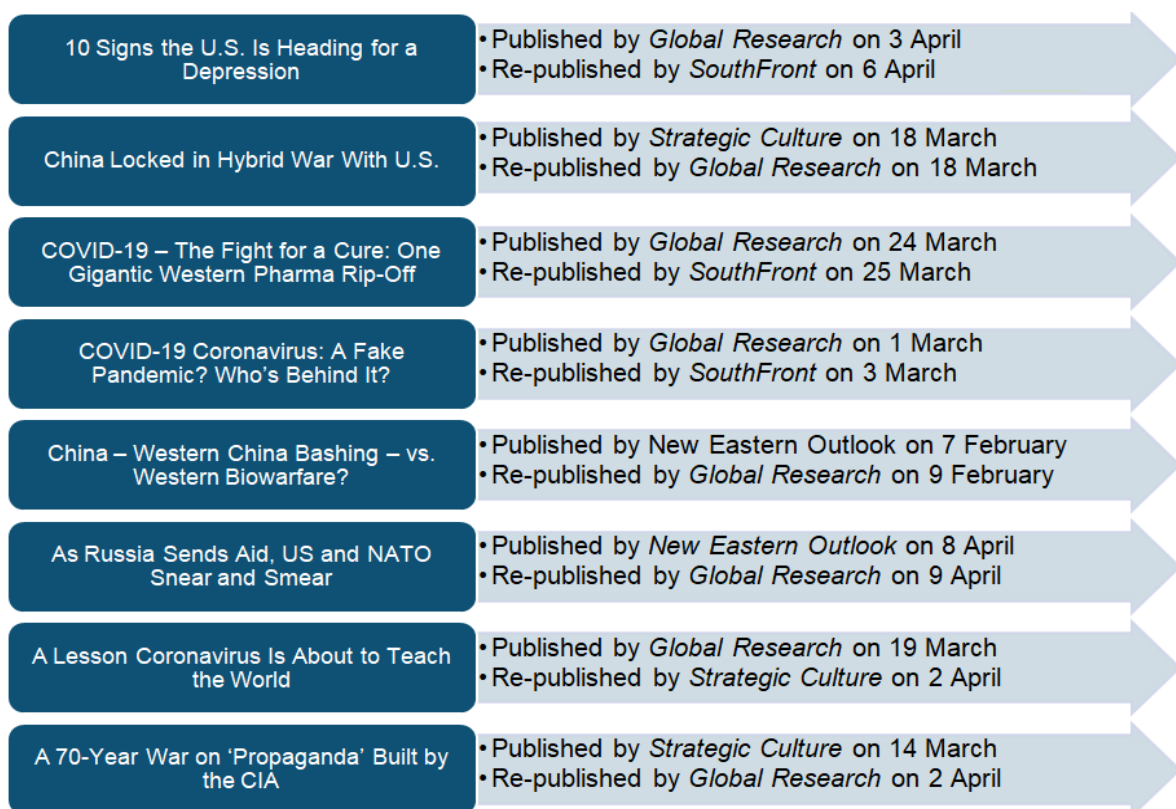 10 Signs the U.S. Is Heading for a
Depression
• Published by Global Research on 3 April
• Re-published by SouthFront on 6 April
China Locked in Hybrid War With U.S.
• Published by Strategic Culture on 18 March
• Re-published by Global Research on 18 March
COVID-19 – The Fight for a Cure: One
Gigantic Western Pharma Rip-Off
• Published by Global Research on 24 March
• Re-published by SouthFront on 25 March
COVID-19 Coronavirus: A Fake
Pandemic? Who's Behind It?
• Published by Global Research on 1 March
• Re-published by SouthFront on 3 March
China – Western China Bashing – vs.
Western Biowarfare?
• Published by New Eastern Outlook on 7 February
• Re-published by Global Research on 9 February
As Russia Sends Aid, US and NATO
Snear and Smear
• Published by New Eastern Outlook on 8 April
• Re-published by Global Research on 9 April
A Lesson Coronavirus Is About to Teach
the World
• Published by Global Research on 19 March
• Re-published by Strategic Culture on 2 April
A 70-Year War on ‘Propaganda’ Built by
the CIA
• Published by Strategic Culture on 14 March
• Re-published by Global Research on 2 April